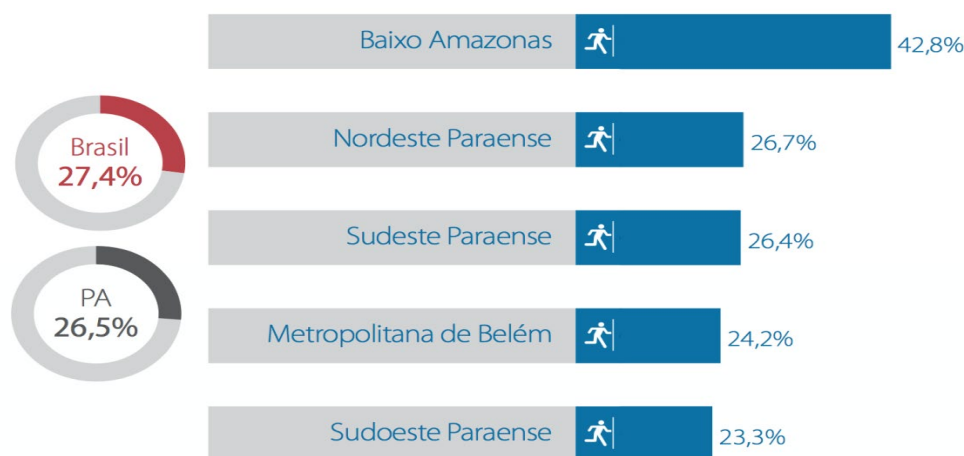 Baixo Amazonas 42,8%
Brasil
27,4%
Nordeste Paraense 26,7%
Sudeste Paraense 26,4%
PA
26,5%
Metropolitana de Belém 24,2%
Sudoeste Paraense 23,3%